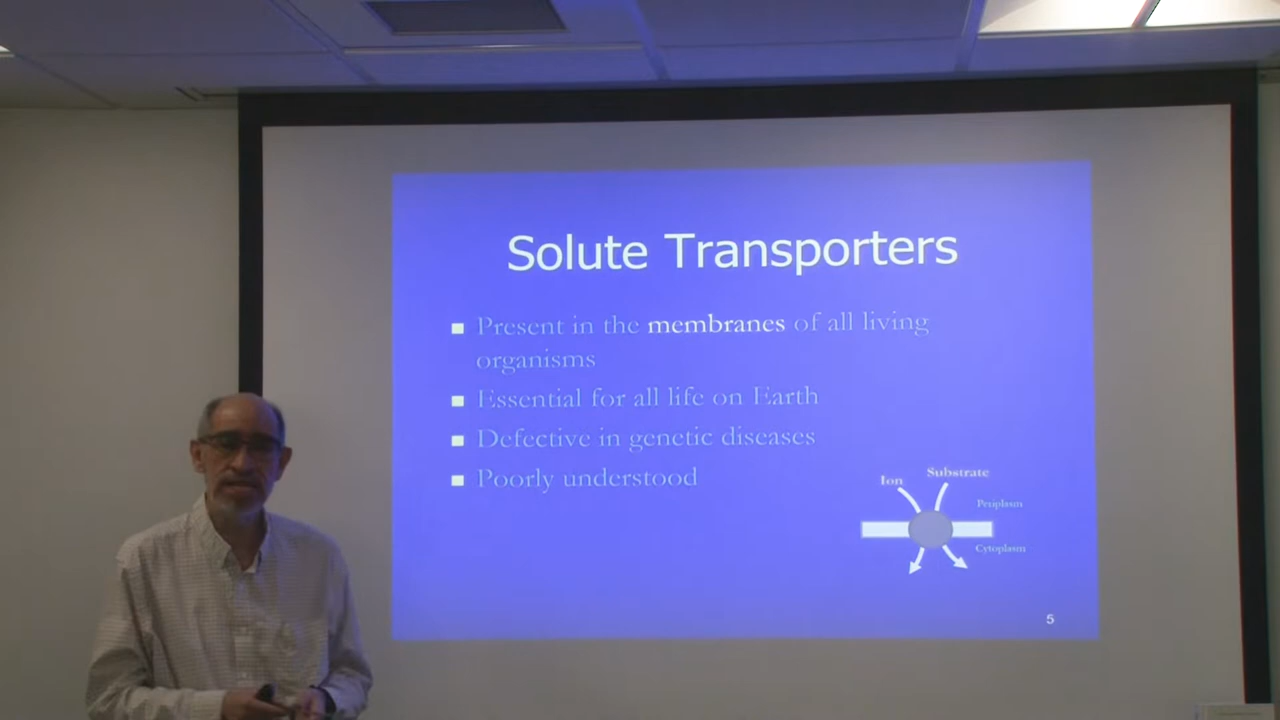 Solute Transporters
Present in the membranes of all living
organisms
Essential for all life on Earth
Defective in genetic diseases
Poorly understood
Ion
Substrate
Periplasm
Cytoplasm
5